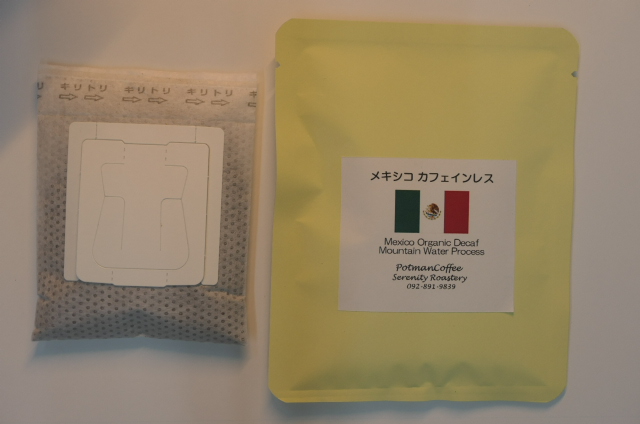 キリトリ キリトリ キリトリ
メキシコ カフェインレス
Mexico Organic Decaf
Mountain Water Process
PotmanCoffee
Serenity Roastery
092-891-9839